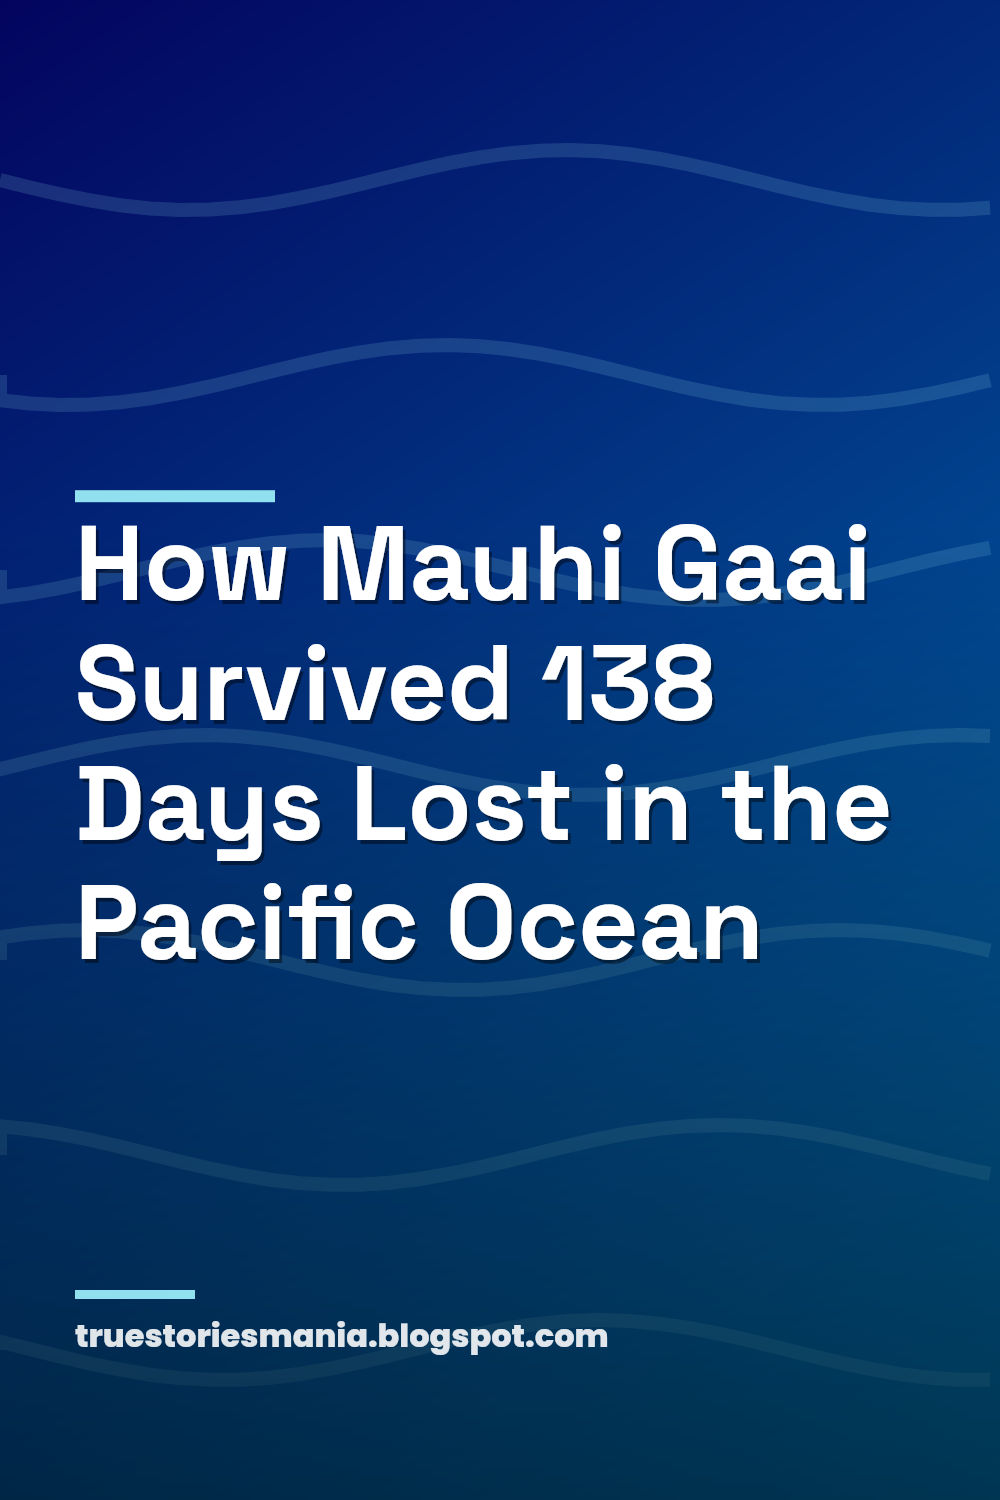 How Mauhi Gaai
Survived 138
Days Lost in the
Pacific Ocean
truestoriesmania.blogspot.com